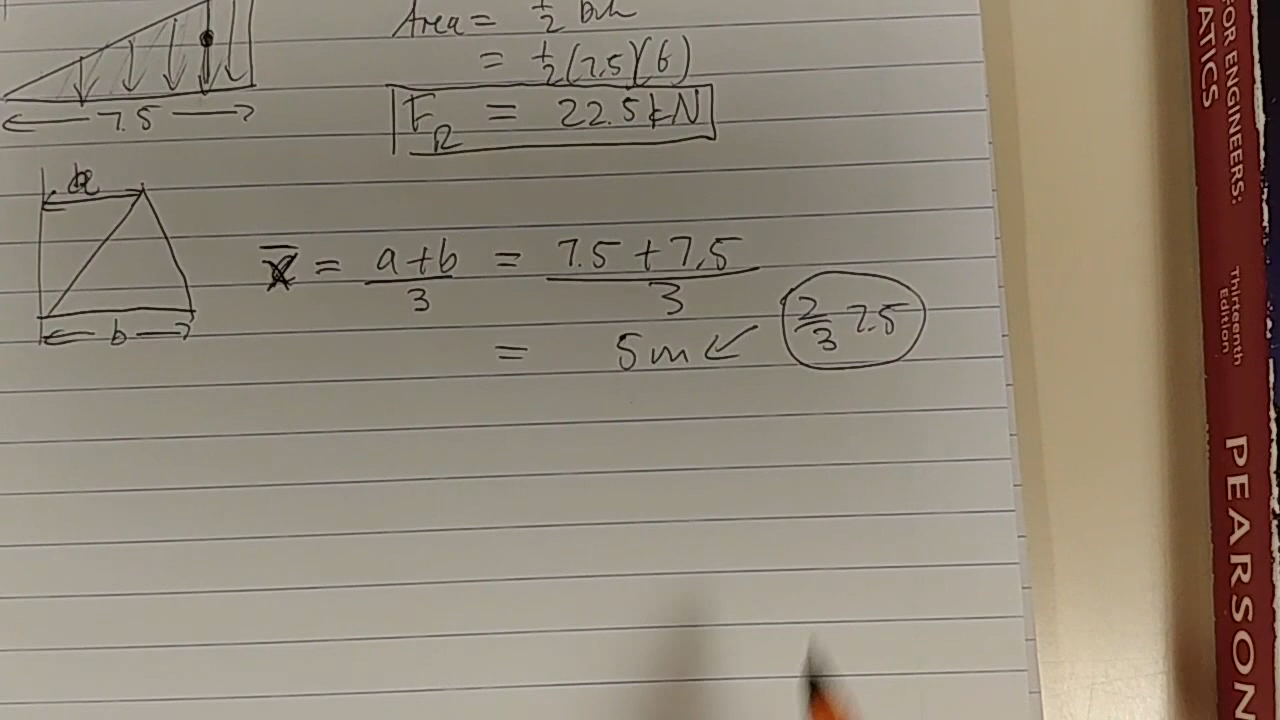 Area = 1/2 bh
= 1/2 (7.5)(6)
F_R = 22.5 kN
7.5
a
x̄ = a+b/3 = 7.5 + 7.5/3
b
= 5m ↙ 2/3 7.5
FOR ENGINEERS:
ATICS
Thirteenth
Edition
PEARSON